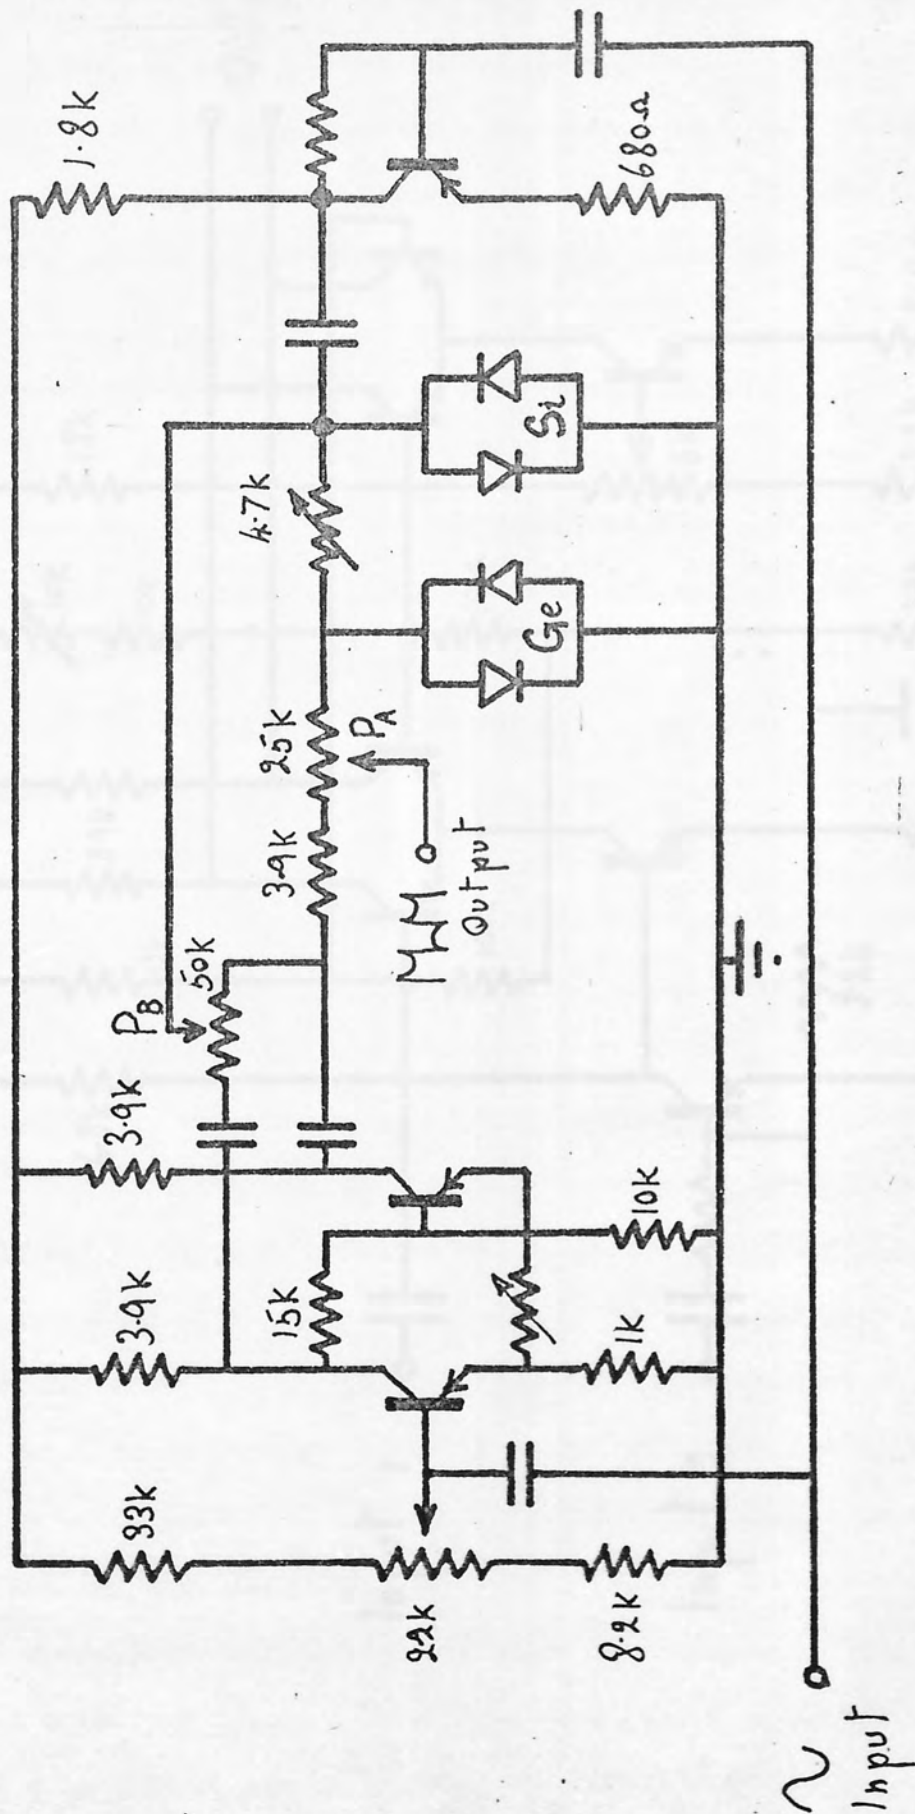 33k
3.9k
3.9k
1.8k
PB
50k
22k
15k
3.9k
25k
4.7k
PA
Output
Ge
Si
8.2k
1k
10k
680Ω
Input